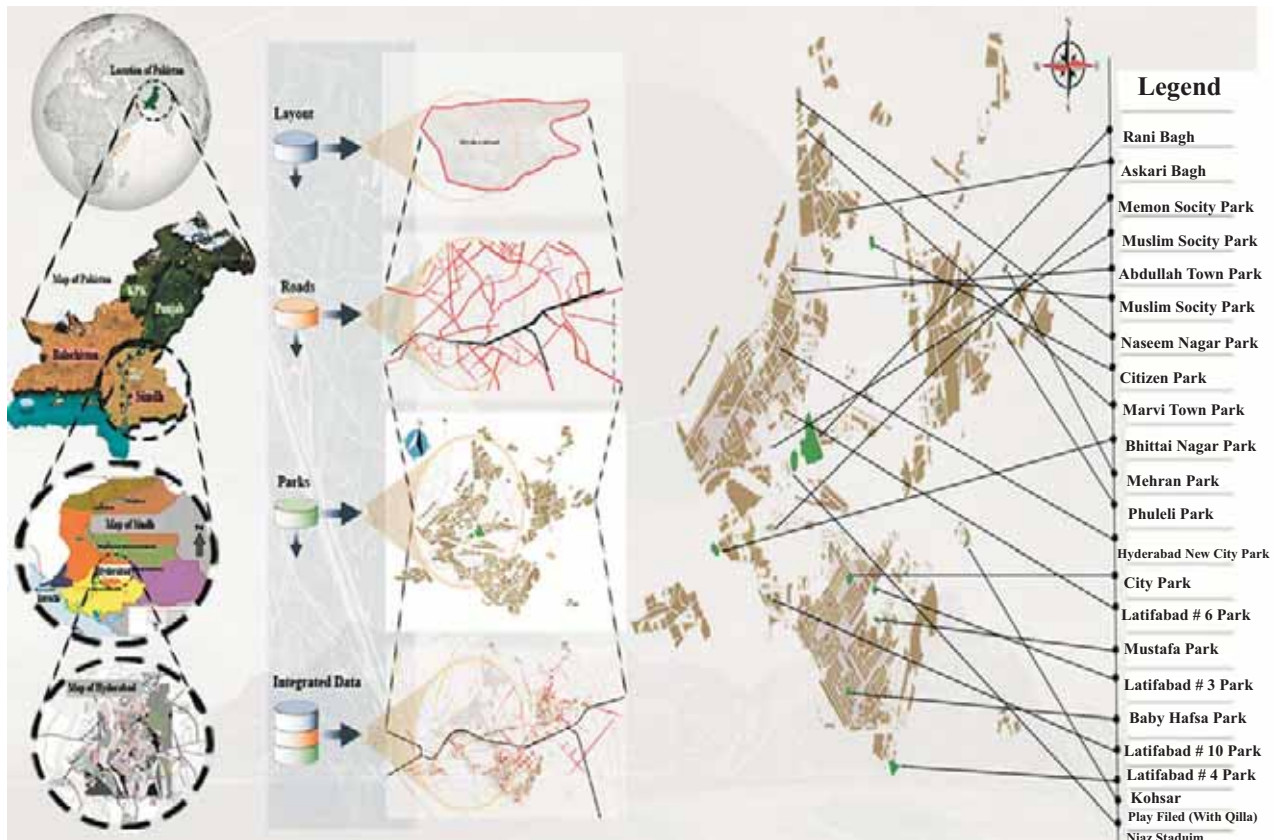 Location of Pakistan
Map of Pakistan
KPK
Punjab
Balochistan
Sindh
Map of Sindh
Hyderabad
Karachi
Map of Hyderabad
Layout
Roads
Parks
Integrated Data
Legend
Rani Bagh
Askari Bagh
Memon Socity Park
Muslim Socity Park
Abdullah Town Park
Muslim Socity Park
Naseem Nagar Park
Citizen Park
Marvi Town Park
Bhittai Nagar Park
Mehran Park
Phuleli Park
Hyderabad New City Park
City Park
Latifabad # 6 Park
Mustafa Park
Latifabad # 3 Park
Baby Hafsa Park
Latifabad # 10 Park
Latifabad # 4 Park
Kohsar
Play Filed (With Qilla)
Niaz Staduim